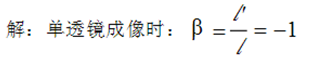 解：单透镜成像时：β = l'/l = -1